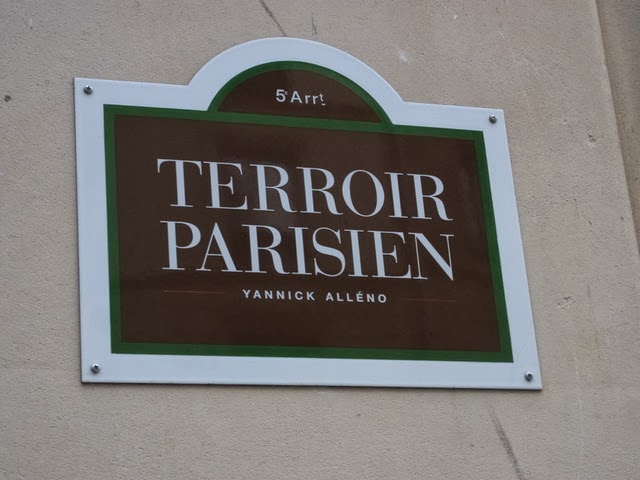 5e Arrt
TERROIR
PARISIEN
YANNICK ALLÉNO